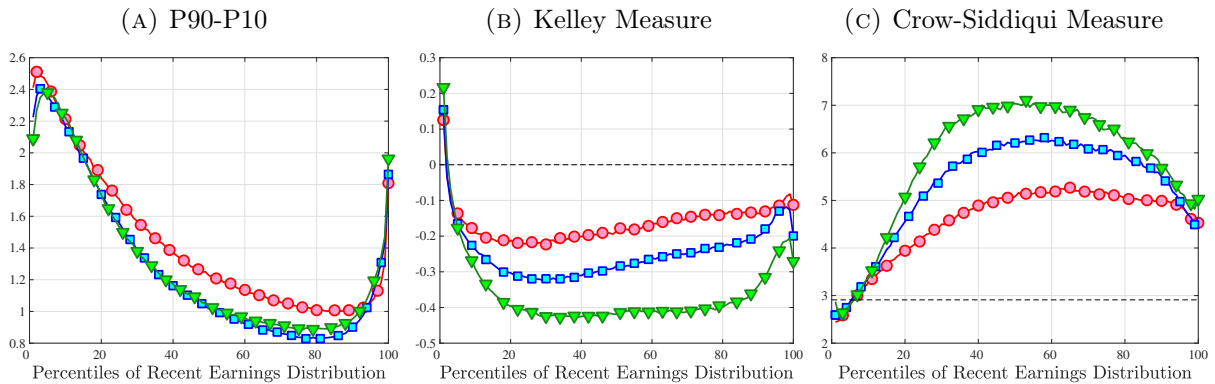 (A) P90-P10
(B) Kelley Measure
(C) Crow-Siddiqui Measure
2.6
2.4
2.2
2
1.8
1.6
1.4
1.2
1
0.8
0 20 40 60 80 100
Percentiles of Recent Earnings Distribution
0.3
0.2
0.1
0
-0.1
-0.2
-0.3
-0.4
-0.5
0 20 40 60 80 100
Percentiles of Recent Earnings Distribution
8
7
6
5
4
3
2
0 20 40 60 80 100
Percentiles of Recent Earnings Distribution